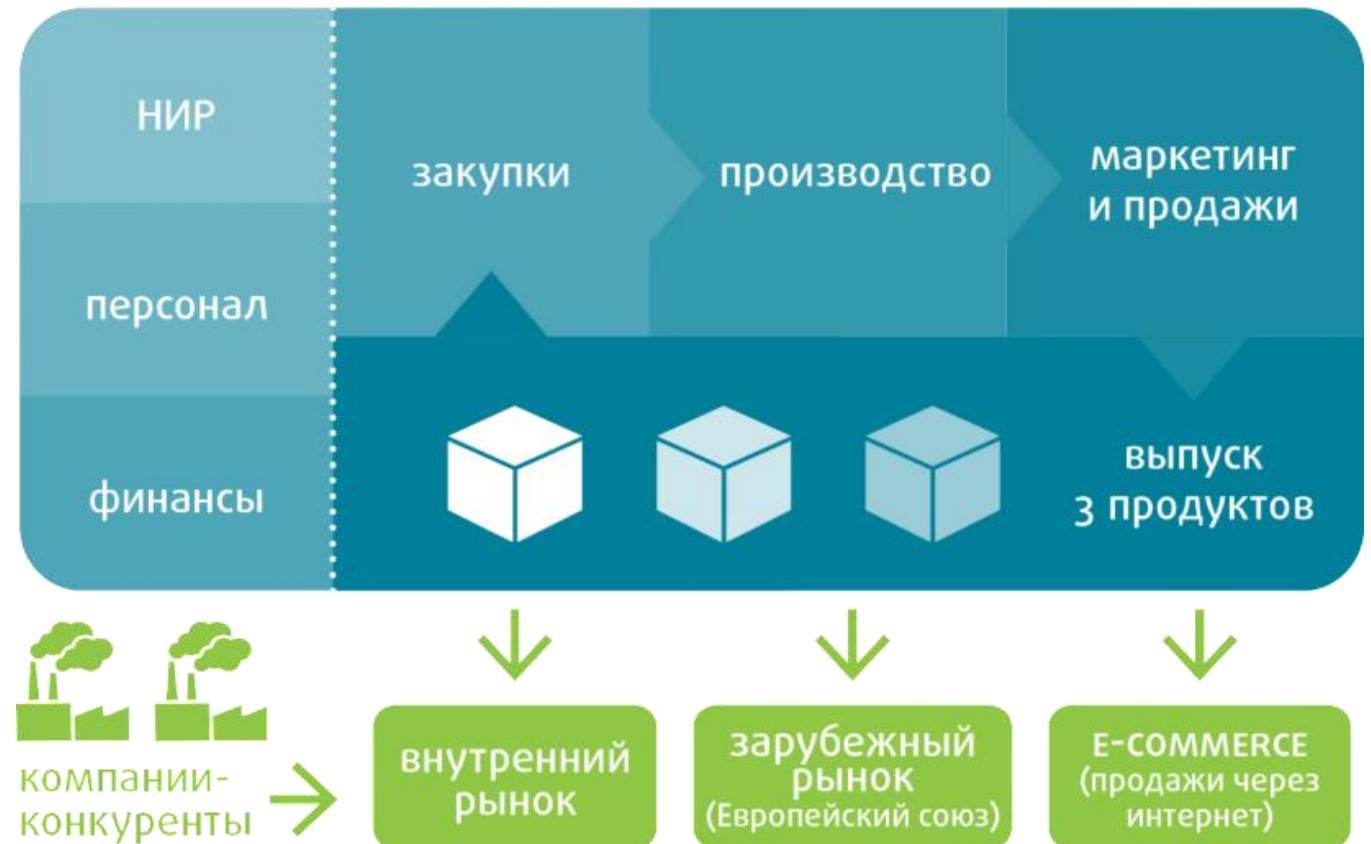 НИР
персонал
финансы
закупки
производство
маркетинг
и продажи
выпуск
3 продуктов
компании-
конкуренты
внутренний
рынок
зарубежный
рынок
(Европейский союз)
E-COMMERCE
(продажи через
интернет)